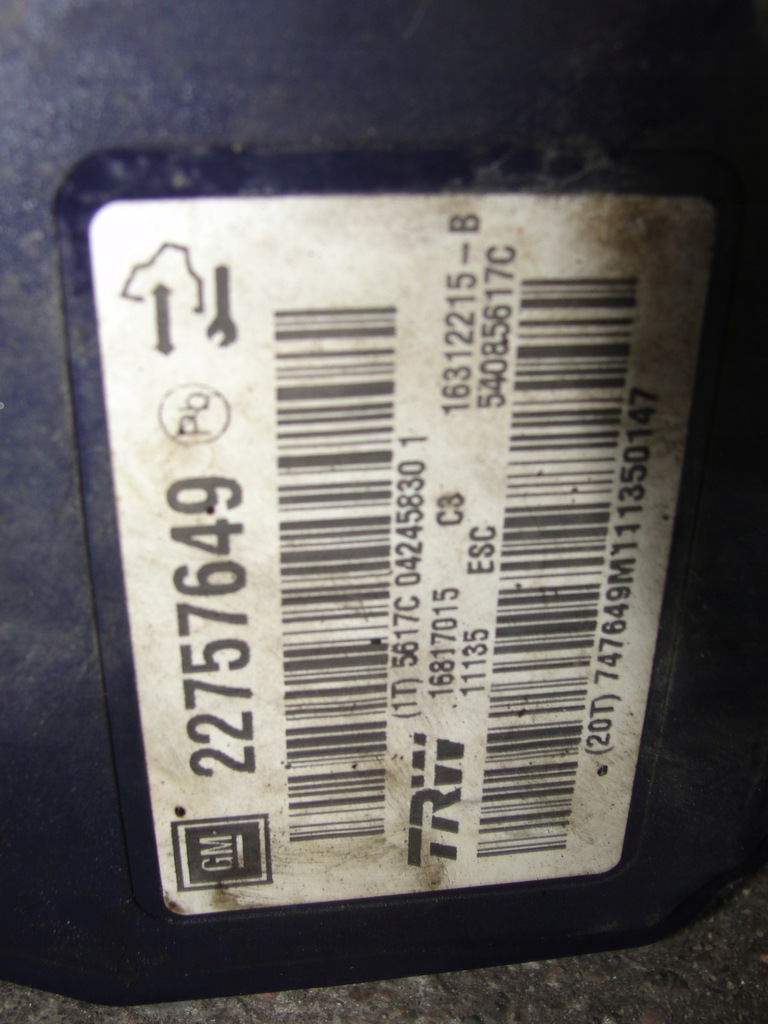 GM 22757649 Pb
(1T) 5617C 04245830 1
TRW 16817015 C3 16312215-B
11135 ESC 54085617C
(20T) 747649M111350147